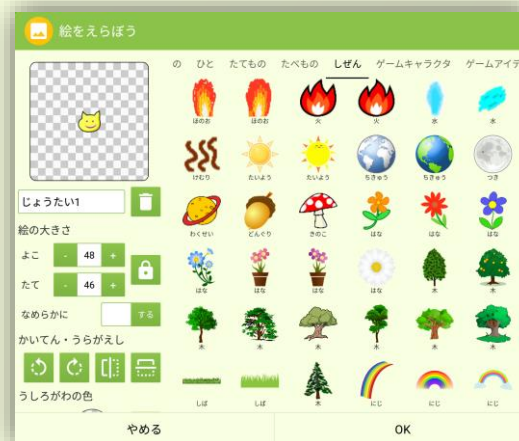 絵をえらぼう
の ひと たてもの たべもの しぜん ゲームキャラクタ ゲームアイテ
ほのお ほのお 火 火 水 水
けむり たいよう たいよう ちきゅう ちきゅう つき
わくせい どんぐり きのこ はな はな はな
はな はな はな はな 木 木
木 木 木 木 木 木
しば しば 木 にじ にじ にじ
じょうたい1
絵の大きさ
よこ - 48 +
たて - 46 +
なめらかに する
かいてん・うらがえし
うしろがわの色
やめる OK